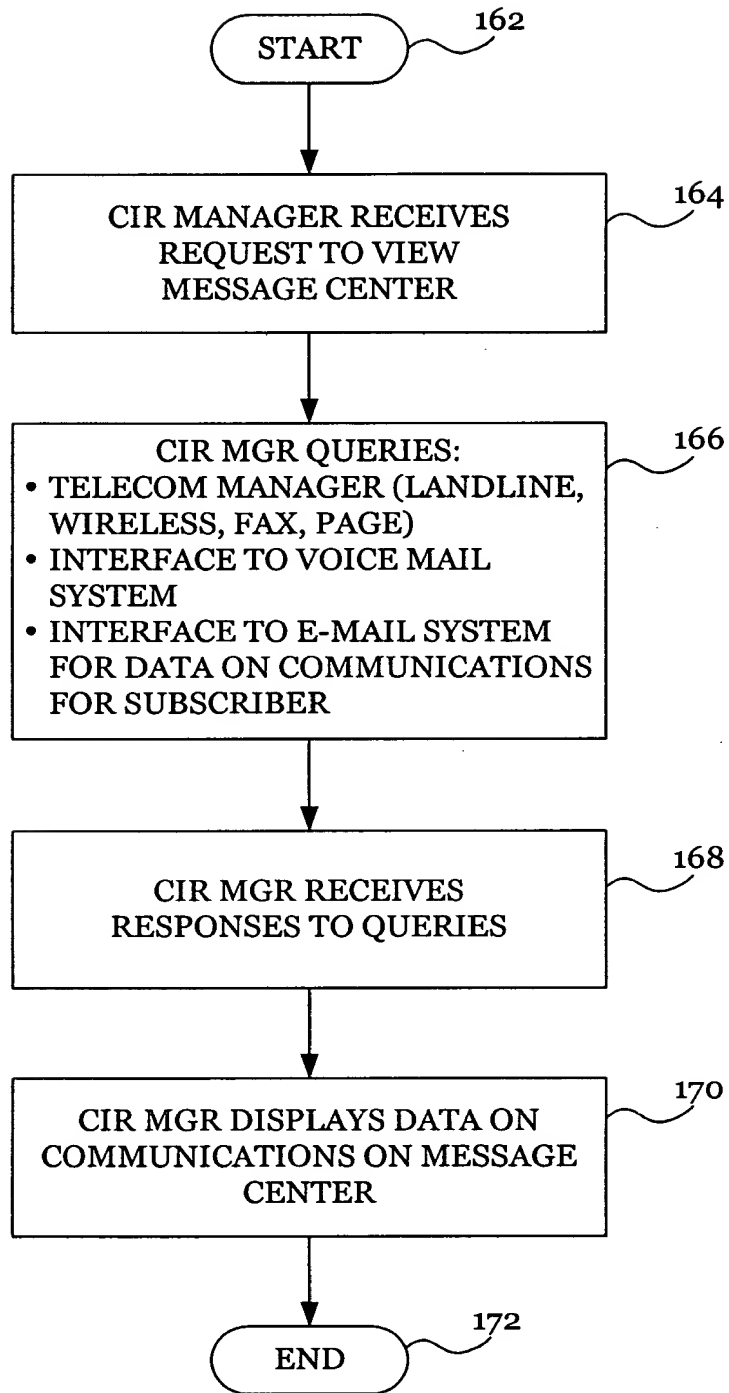 START
162
CIR MANAGER RECEIVES
REQUEST TO VIEW
MESSAGE CENTER
164
CIR MGR QUERIES:
• TELECOM MANAGER (LANDLINE,
WIRELESS, FAX, PAGE)
• INTERFACE TO VOICE MAIL
SYSTEM
• INTERFACE TO E-MAIL SYSTEM
FOR DATA ON COMMUNICATIONS
FOR SUBSCRIBER
166
CIR MGR RECEIVES
RESPONSES TO QUERIES
168
CIR MGR DISPLAYS DATA ON
COMMUNICATIONS ON MESSAGE
CENTER
170
END
172